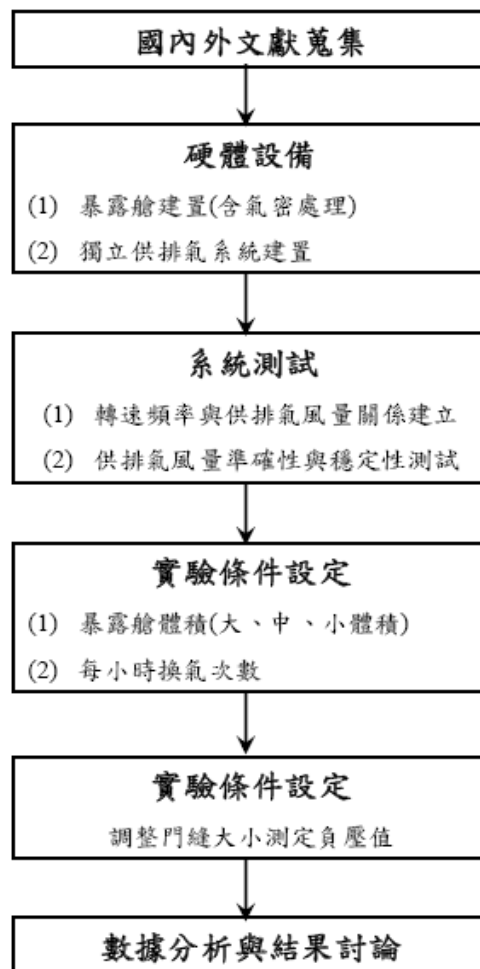 國內外文獻蒐集
硬體設備
(1) 暴露艙建置(含氣密處理)
(2) 獨立供排氣系統建置
系統測試
(1) 轉速頻率與供排氣風量關係建立
(2) 供排氣風量準確性與穩定性測試
實驗條件設定
(1) 暴露艙體積(大、中、小體積)
(2) 每小時換氣次數
實驗條件設定
調整門縫大小測定負壓值
數據分析與結果討論